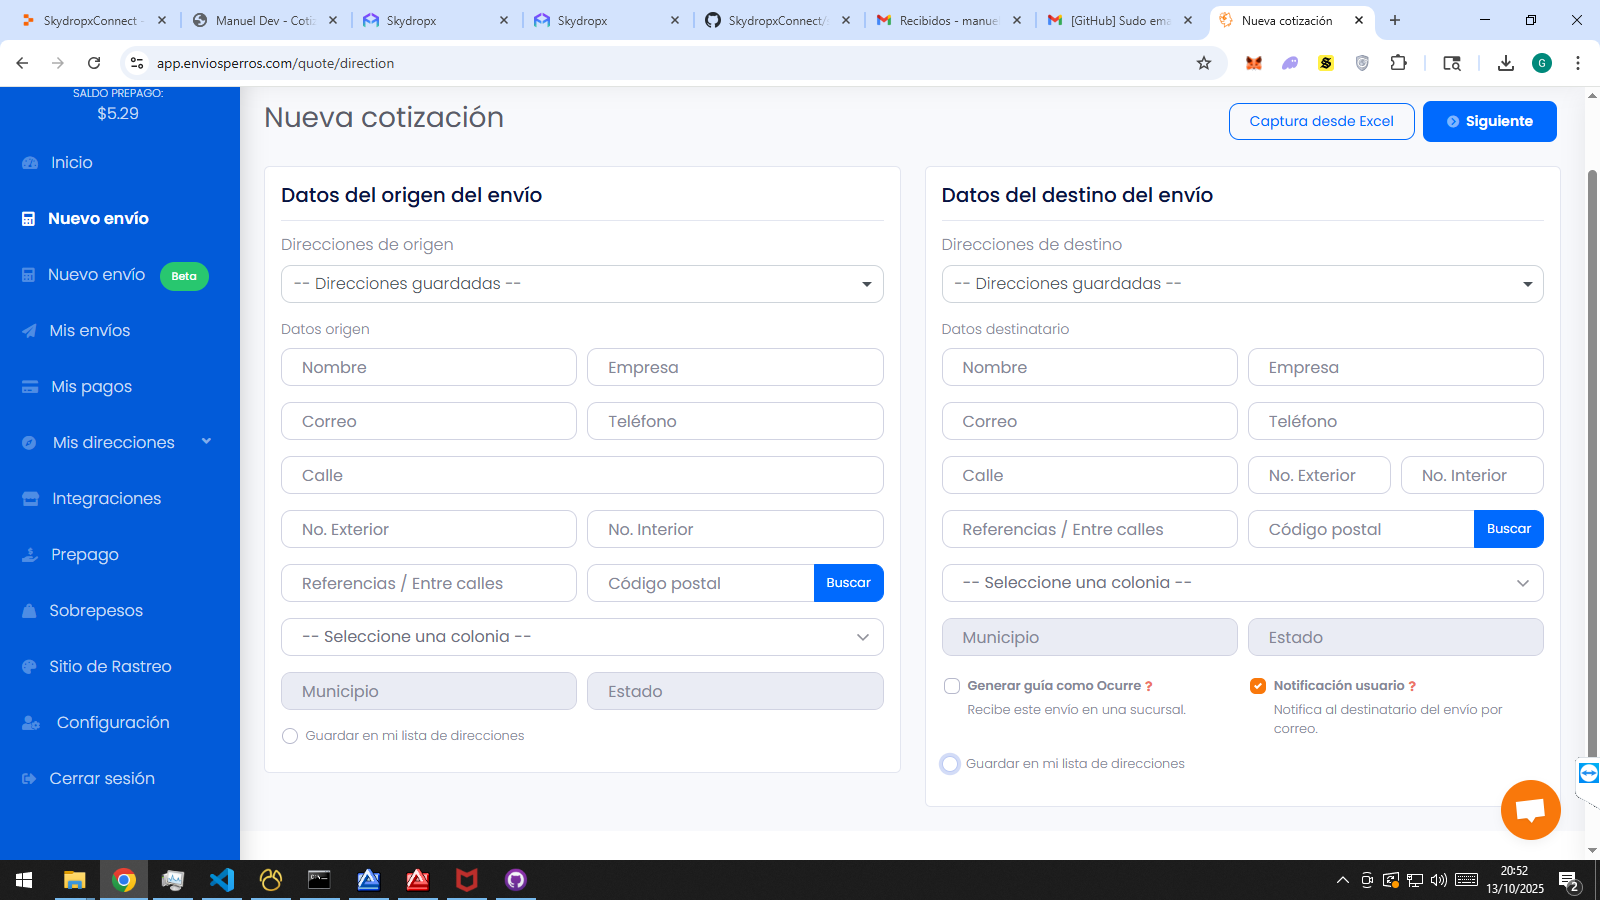 SkydropxConnect -
Manuel Dev - Coti
Skydropx
Skydropx
SkydropxConnect/s
Recibidos - manue
[GitHub] Sudo ema
Nueva cotización
app.enviosperros.com/quote/direction
G
SALDO PREPAGO:
$5.29
Inicio
Nuevo envío
Nuevo envío Beta
Mis envíos
Mis pagos
Mis direcciones
Integraciones
Prepago
Sobrepesos
Sitio de Rastreo
Configuración
Cerrar sesión
Nueva cotización
Captura desde Excel
Siguiente
Datos del origen del envío
Direcciones de origen
-- Direcciones guardadas --
Datos origen
Nombre
Empresa
Correo
Teléfono
Calle
No. Exterior
No. Interior
Referencias / Entre calles
Código postal
Buscar
-- Seleccione una colonia --
Municipio
Estado
Guardar en mi lista de direcciones
Datos del destino del envío
Direcciones de destino
-- Direcciones guardadas --
Datos destinatario
Nombre
Empresa
Correo
Teléfono
Calle
No. Exterior
No. Interior
Referencias / Entre calles
Código postal
Buscar
-- Seleccione una colonia --
Municipio
Estado
Generar guía como Ocurre ?
Recibe este envío en una sucursal.
Notificación usuario ?
Notifica al destinatario del envío por
correo.
Guardar en mi lista de direcciones
20:52
13/10/2025
2